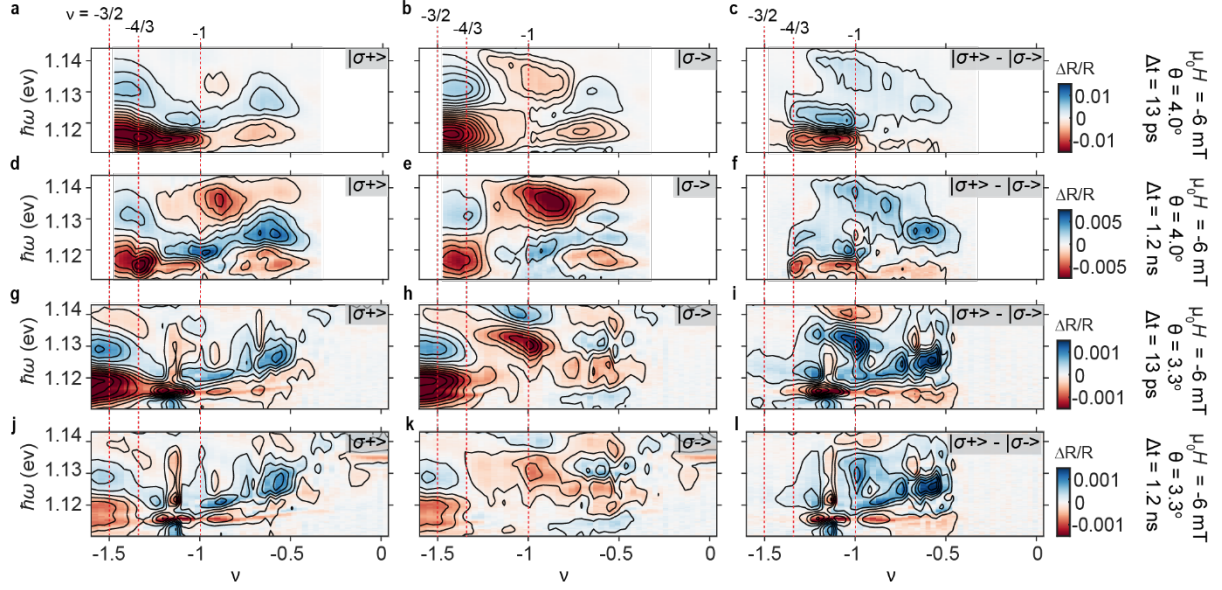 a b c
ν = -3/2 -4/3 -1
-3/2 -4/3 -1
-3/2 -4/3 -1
1.14 |σ+> |σ-> |σ+> - |σ->
ħω (ev) 1.13
1.12
ΔR/R
0.01
0
-0.01
μ₀H = -6 mT
θ = 4.0º
Δt = 13 ps
d e f
1.14 |σ+> |σ-> |σ+> - |σ->
ħω (ev) 1.13
1.12
ΔR/R
0.005
0
-0.005
μ₀H = -6 mT
θ = 4.0º
Δt = 1.2 ns
g h i
1.14 |σ+> |σ-> |σ+> - |σ->
ħω (ev) 1.13
1.12
ΔR/R
0.001
0
-0.001
μ₀H = -6 mT
θ = 3.3º
Δt = 13 ps
j k l
1.14 |σ+> |σ-> |σ+> - |σ->
ħω (ev) 1.13
1.12
ΔR/R
0.001
0
-0.001
μ₀H = -6 mT
θ = 3.3º
Δt = 1.2 ns
-1.5 -1 -0.5 0
-1.5 -1 -0.5 0
-1.5 -1 -0.5 0
ν ν ν